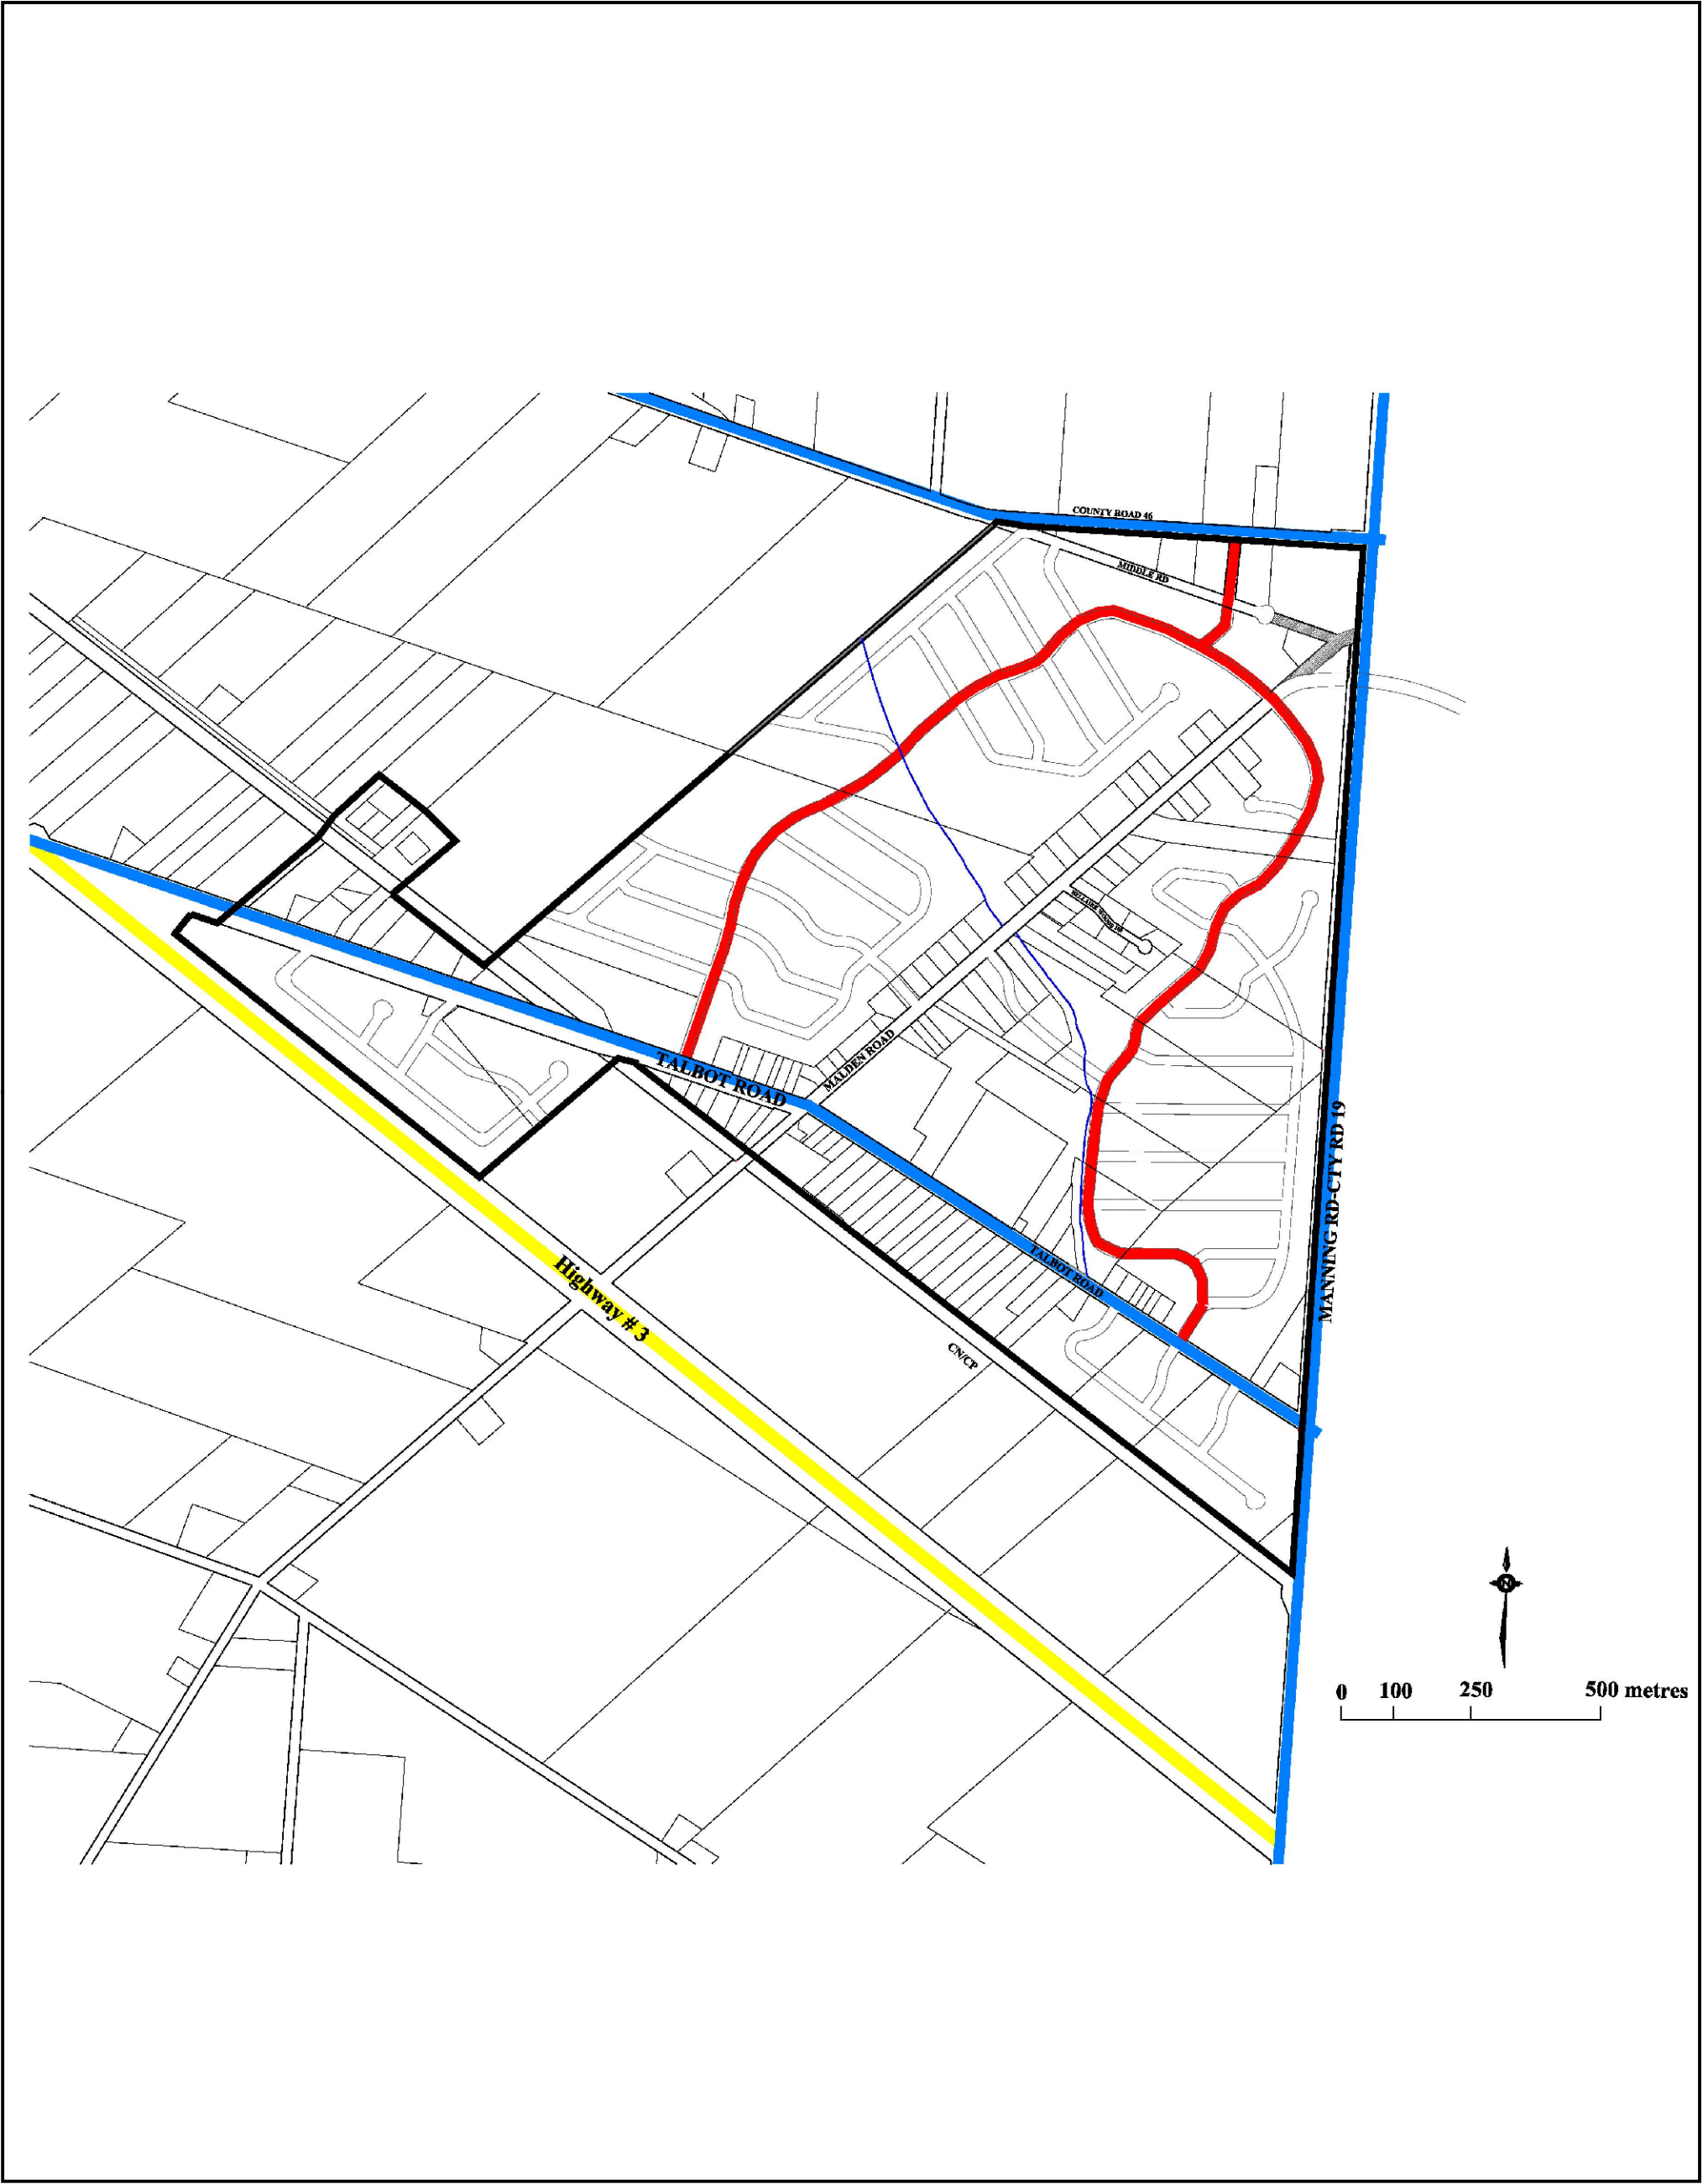 COUNTY ROAD 46
MIDDLE RD
MALDEN ROAD
TALBOT ROAD
MANNING RD-CTY RD 19
TALBOT ROAD
Highway # 3
CN/CP
N
0 100 250 500 metres